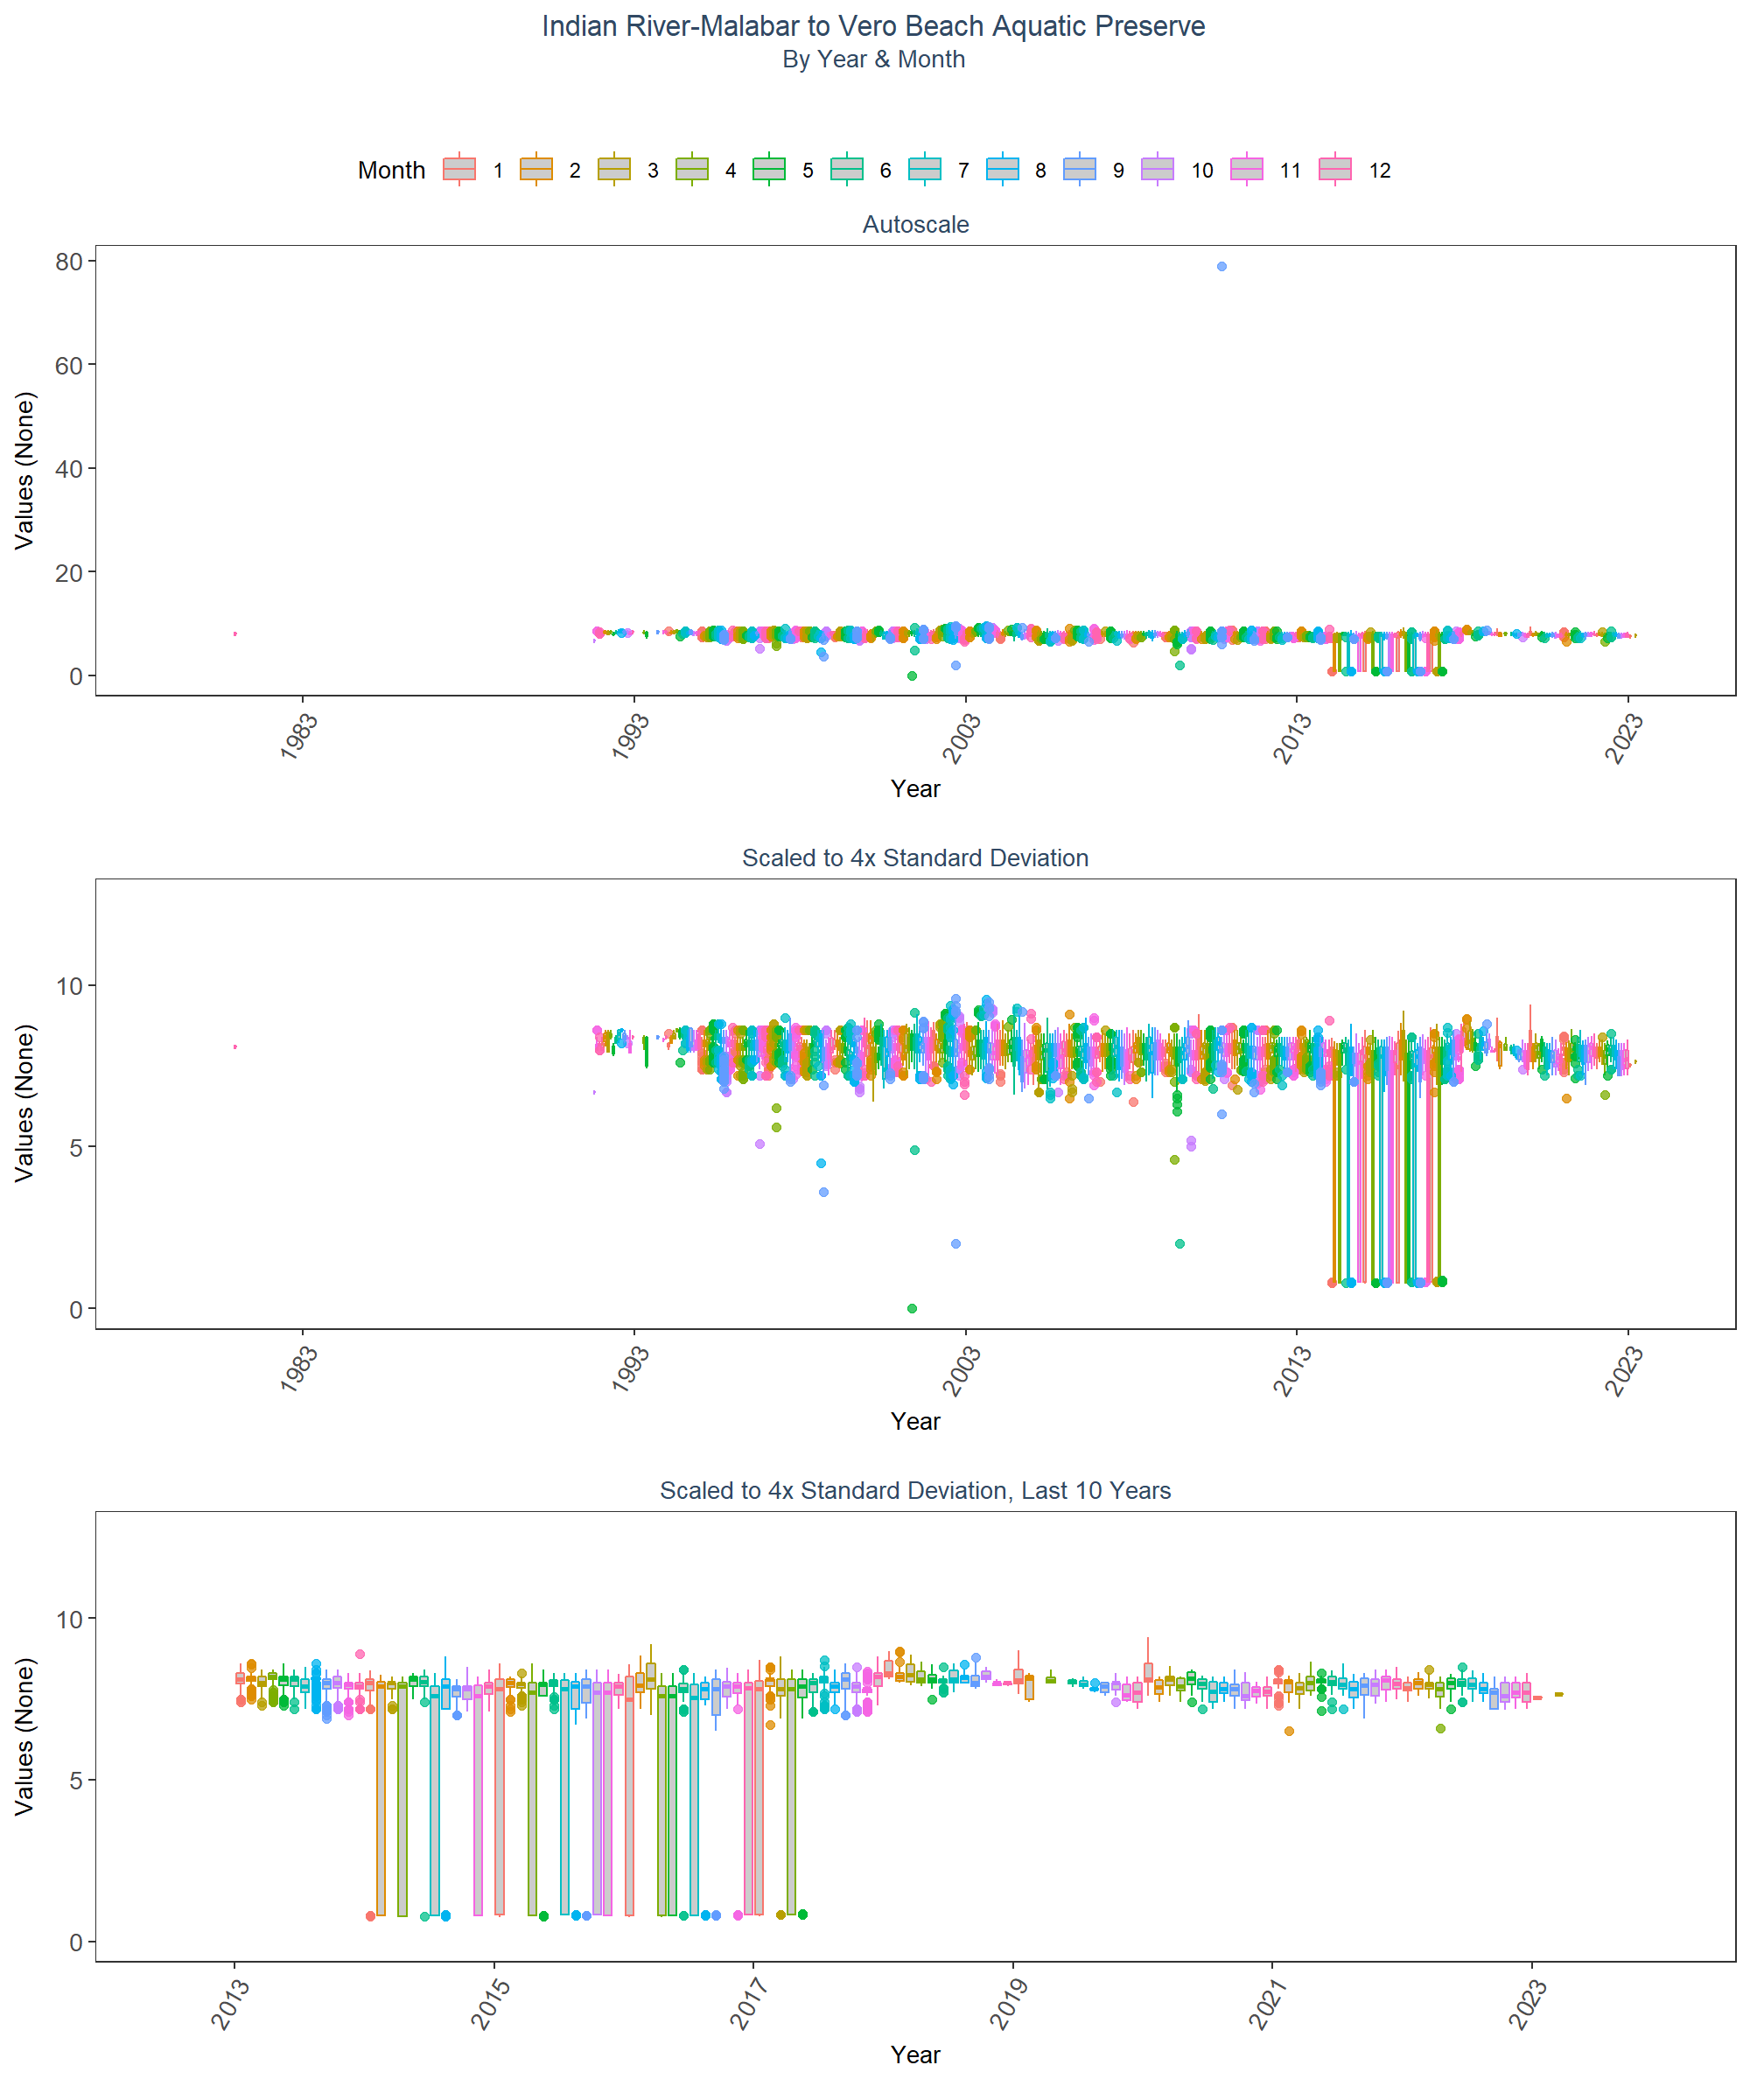 Indian River-Malabar to Vero Beach Aquatic Preserve
By Year & Month
Month 1 2 3 4 5 6 7 8 9 10 11 12
Autoscale
Values (None)
80
60
40
20
0
1983 1993 2003 2013 2023
Year
Scaled to 4x Standard Deviation
Values (None)
10
5
0
1983 1993 2003 2013 2023
Year
Scaled to 4x Standard Deviation, Last 10 Years
Values (None)
10
5
0
2013 2015 2017 2019 2021 2023
Year